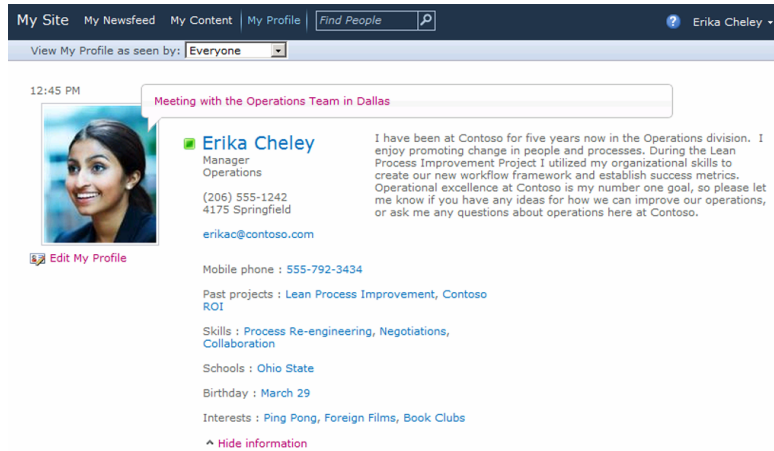 My Site My Newsfeed My Content My Profile Find People ? Erika Cheley
View My Profile as seen by: Everyone
12:45 PM
Meeting with the Operations Team in Dallas
Erika Cheley
Manager
Operations
(206) 555-1242
4175 Springfield
erikac@contoso.com
I have been at Contoso for five years now in the Operations division. I
enjoy promoting change in people and processes. During the Lean
Process Improvement Project I utilized my organizational skills to
create our new workflow framework and establish success metrics.
Operational excellence at Contoso is my number one goal, so please let
me know if you have any ideas for how we can improve our operations,
or ask me any questions about operations here at Contoso.
Edit My Profile
Mobile phone : 555-792-3434
Past projects : Lean Process Improvement, Contoso
ROI
Skills : Process Re-engineering, Negotiations,
Collaboration
Schools : Ohio State
Birthday : March 29
Interests : Ping Pong, Foreign Films, Book Clubs
Hide information